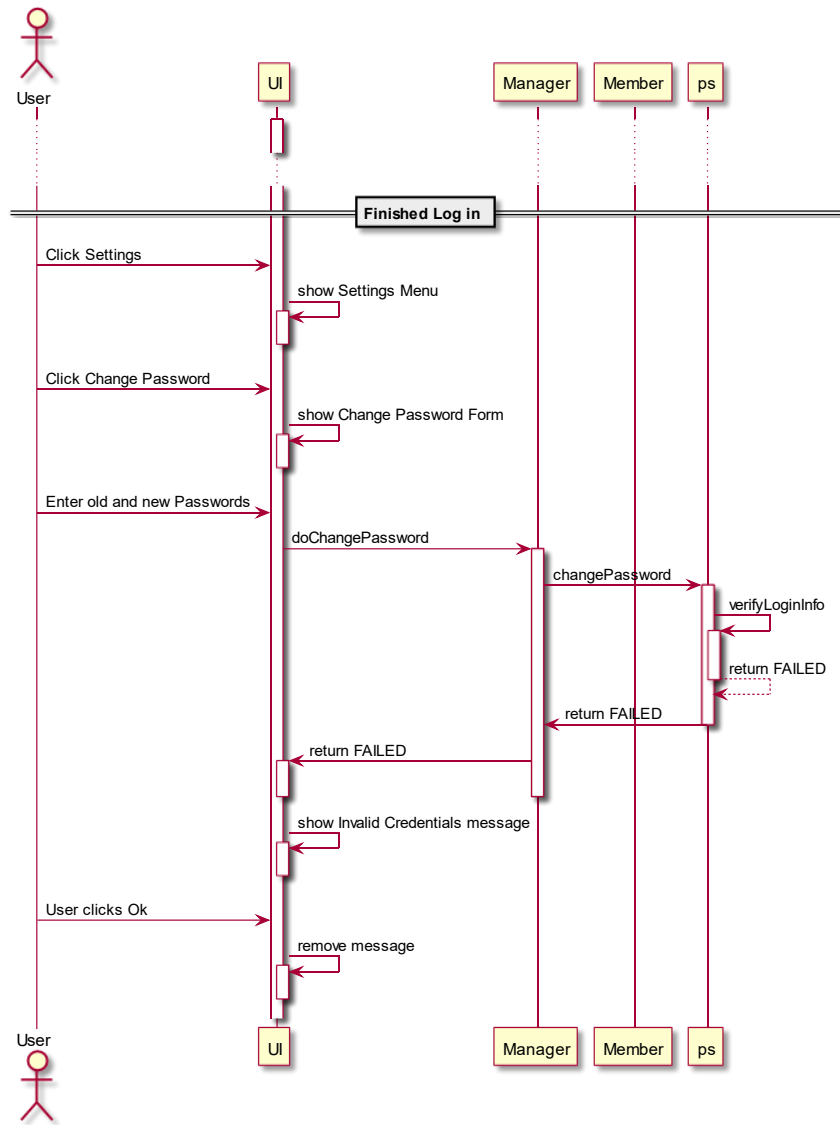 User
UI
Manager
Member
ps
Finished Log in
Click Settings
show Settings Menu
Click Change Password
show Change Password Form
Enter old and new Passwords
doChangePassword
changePassword
verifyLoginInfo
return FAILED
return FAILED
return FAILED
show Invalid Credentials message
User clicks Ok
remove message
User
UI
Manager
Member
ps